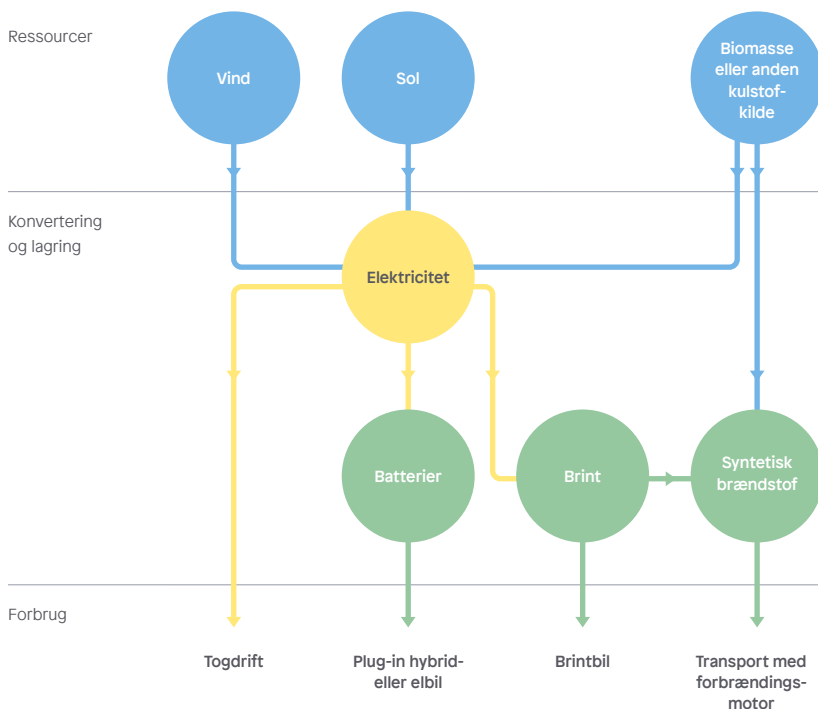 Ressourcer
Vind
Sol
Biomasse
eller anden
kulstof-
kilde
Konvertering
og lagring
Elektricitet
Batterier
Brint
Syntetisk
brændstof
Forbrug
Togdrift
Plug-in hybrid-
eller elbil
Brintbil
Transport med
forbrændings-
motor